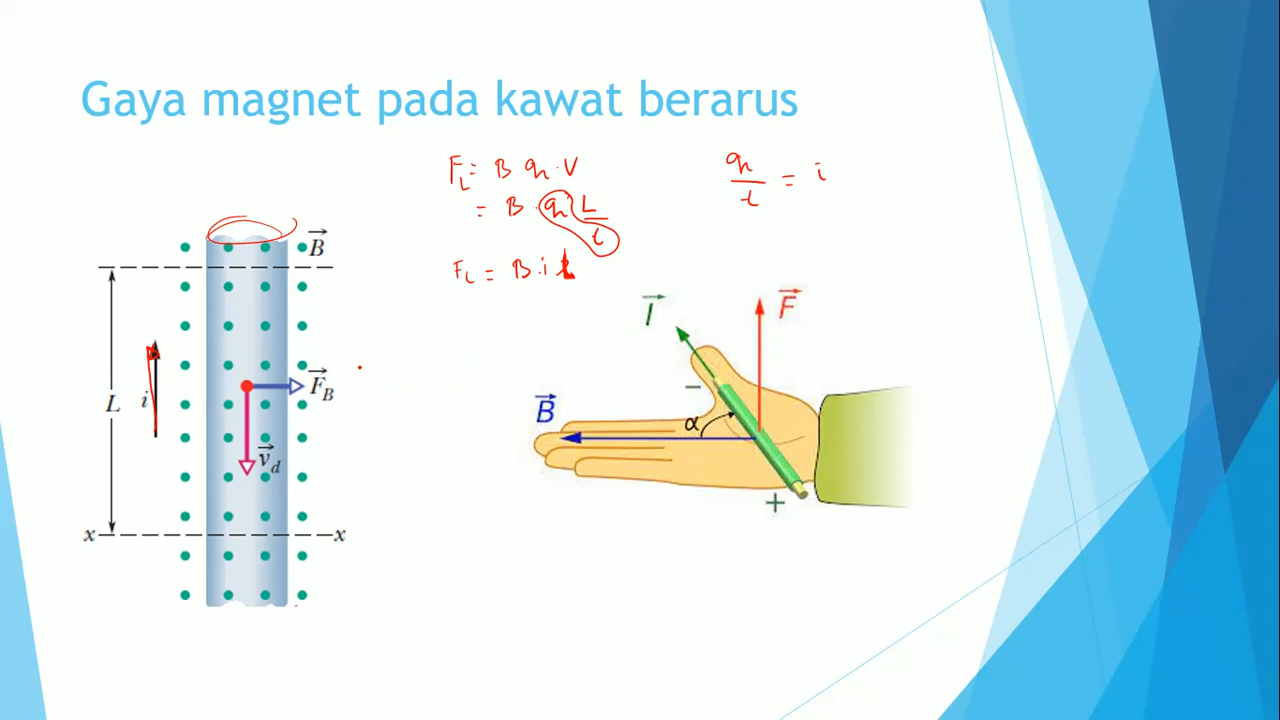 Gaya magnet pada kawat berarus
F_L = B q . v
= B . q L/t
F_L = B . i L
q/t = i
B
L
i
F_B
v_d
x x
I
F
B
α
−
+